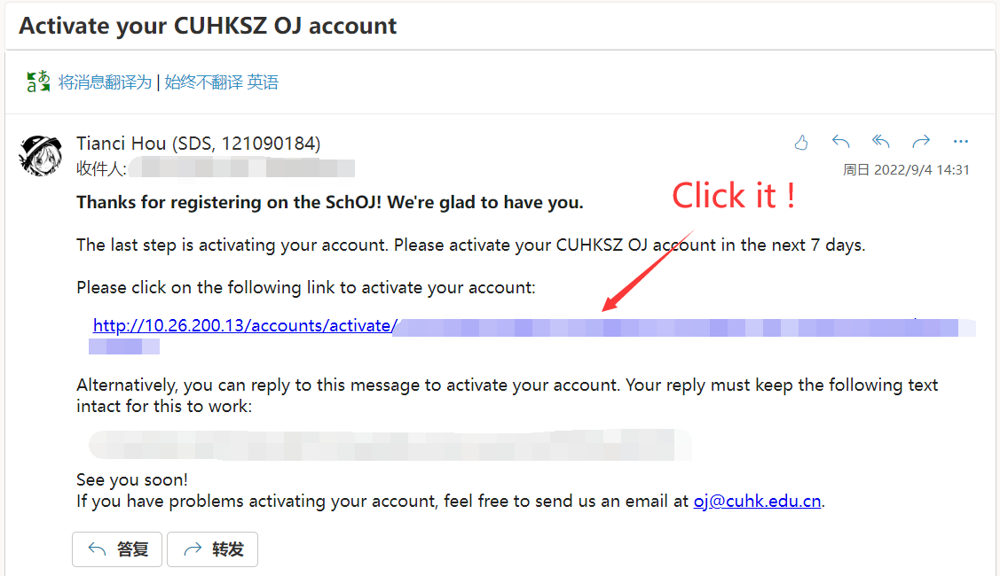 Activate your CUHKSZ OJ account
将消息翻译为 | 始终不翻译 英语
Tianci Hou (SDS, 121090184)
收件人:
周日 2022/9/4 14:31
Click it !
Thanks for registering on the SchOJ! We're glad to have you.
The last step is activating your account. Please activate your CUHKSZ OJ account in the next 7 days.
Please click on the following link to activate your account:
http://10.26.200.13/accounts/activate/
Alternatively, you can reply to this message to activate your account. Your reply must keep the following text
intact for this to work:
See you soon!
If you have problems activating your account, feel free to send us an email at oj@cuhk.edu.cn.
答复 转发